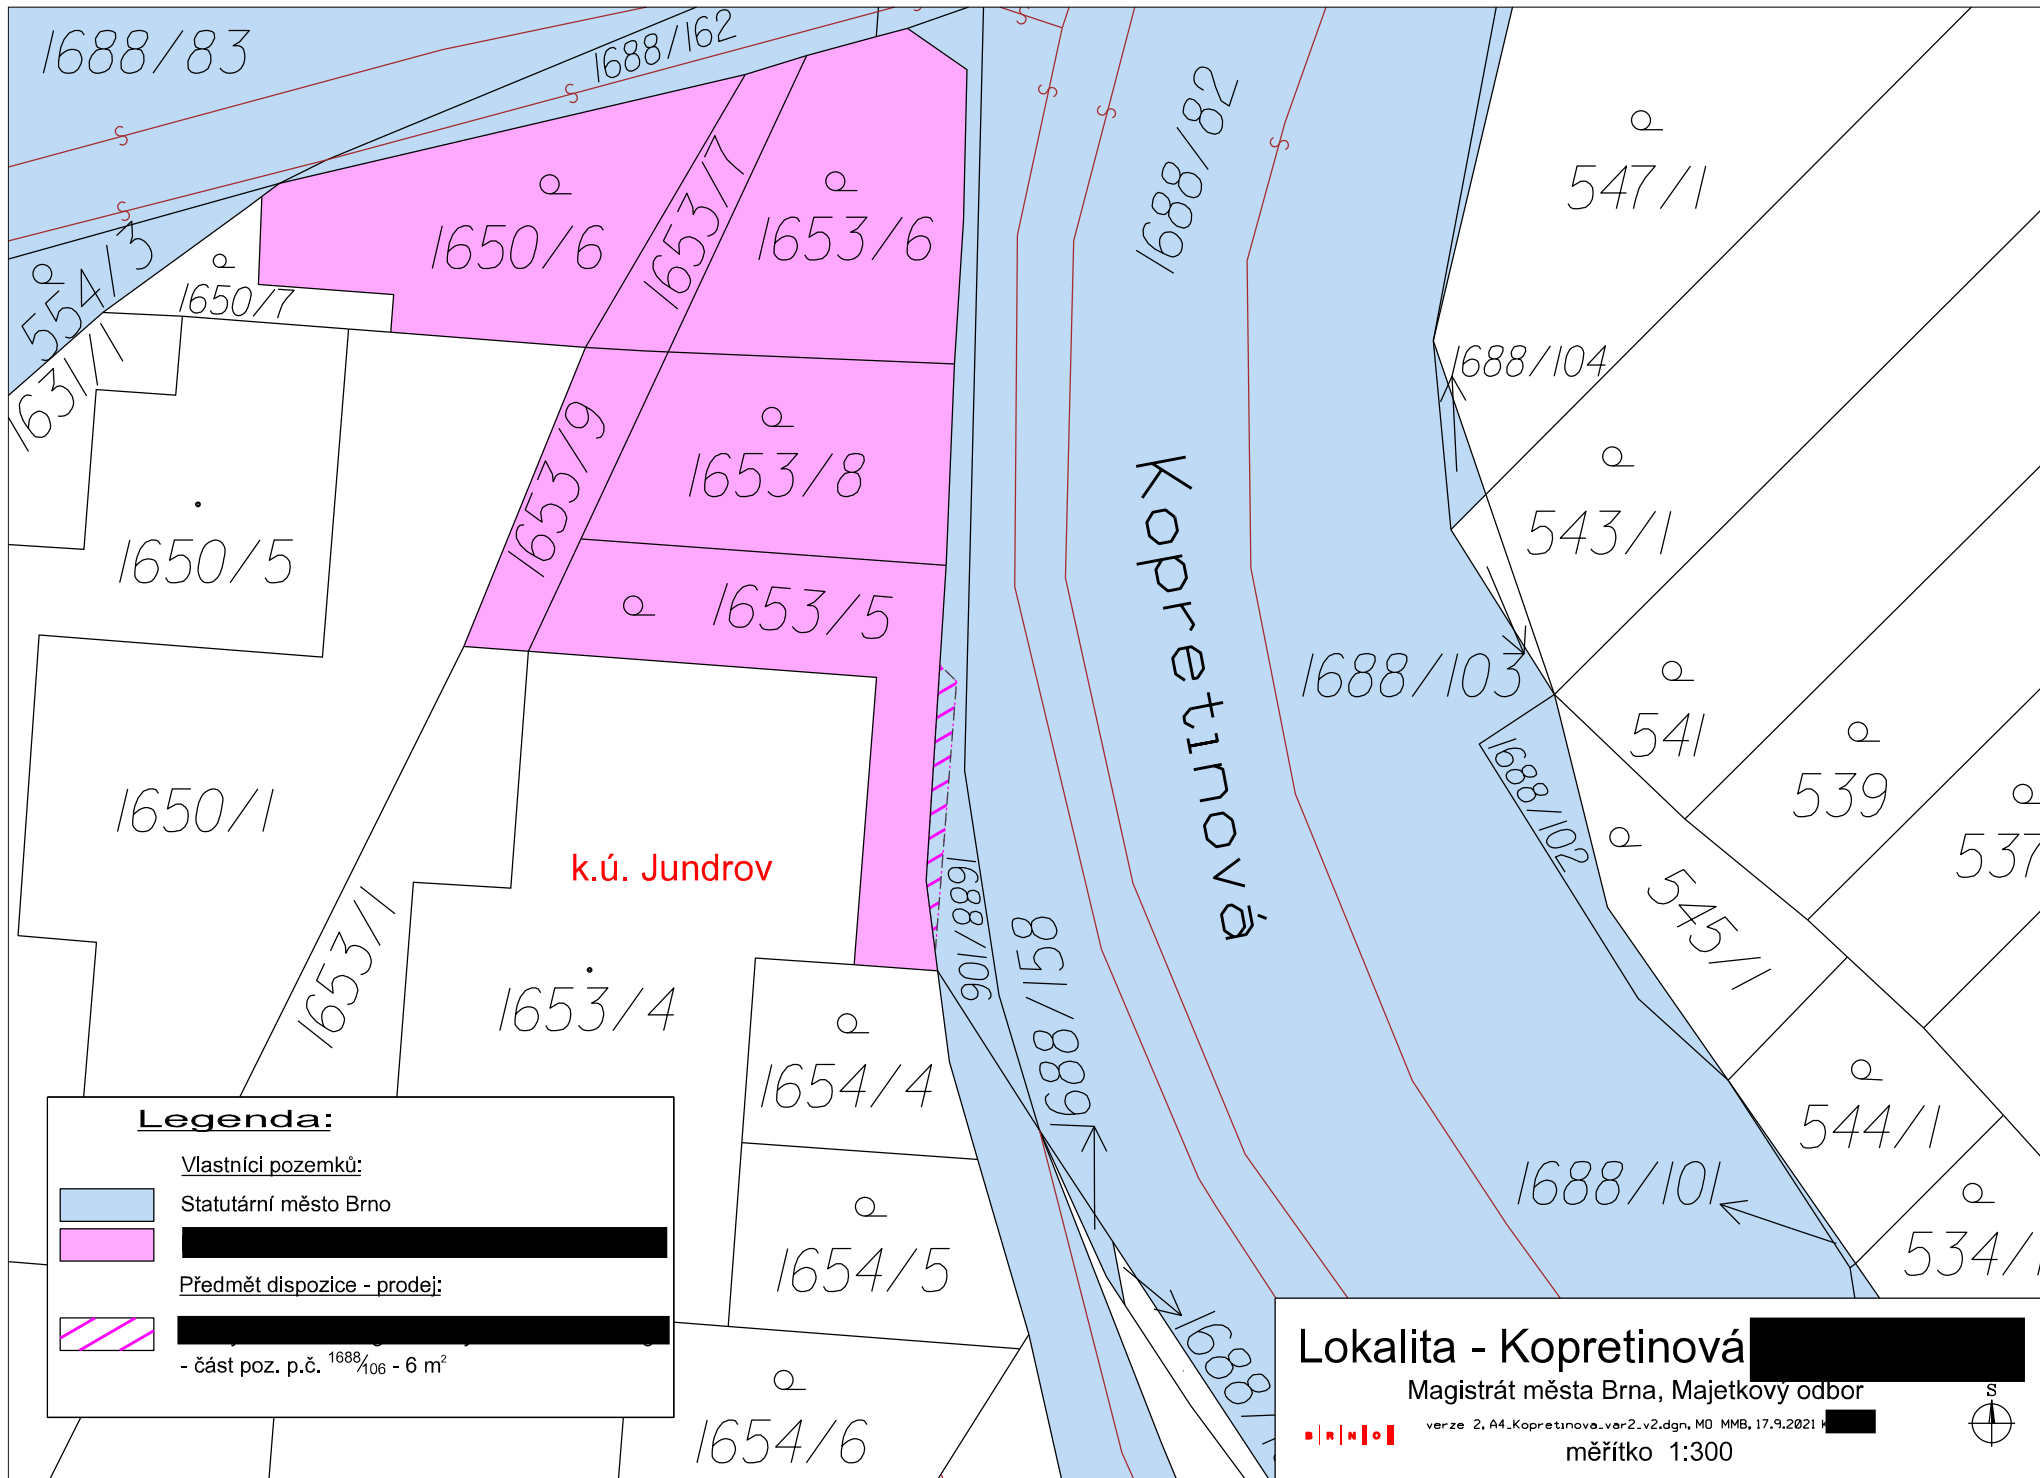 1688/83
1688/162
1688/82
547/1
1650/6
1653/7
1653/6
554/3
1650/7
1631/1
1688/104
1653/9
1653/8
543/1
1650/5
Kopretinová
1653/5
1688/103
541
1688/102
539
537
1650/1
k.ú. Jundrov
545/1
1688/106
1653/1
1688/158
1653/4
1654/4
544/1
1688/101
1654/5
534/1
1688/1
1654/6
Legenda:
Vlastníci pozemků:
Statutární město Brno
Předmět dispozice - prodej:
- část poz. p.č. 1688/106 - 6 m²
Lokalita - Kopretinová
Magistrát města Brna, Majetkový odbor
verze 2, A4_Kopretinova_var2_v2.dgn, MO MMB, 17.9.2021 K
BRNO
měřítko 1:300
S